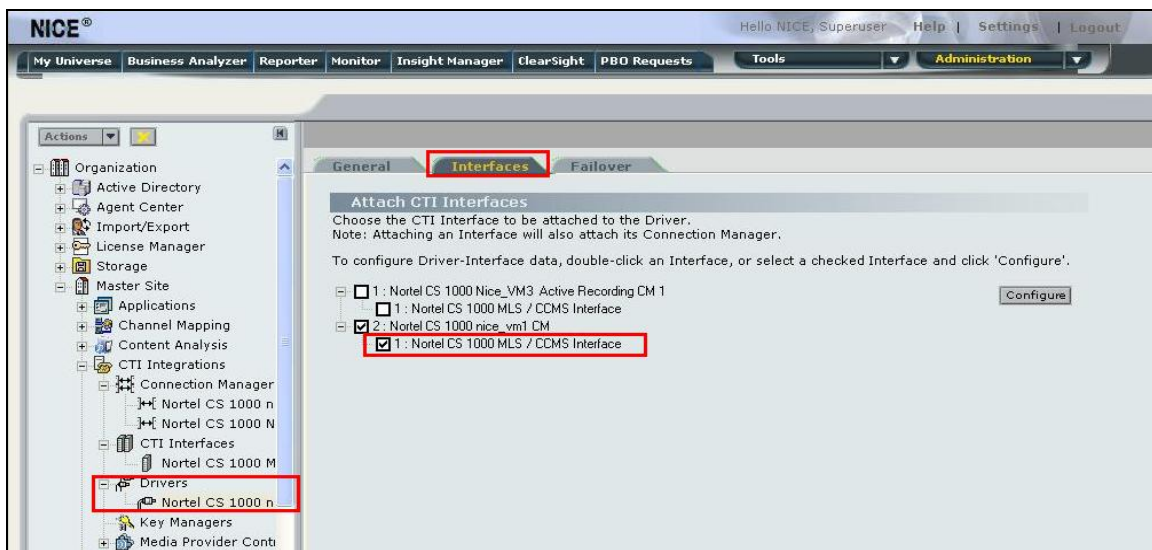 NICE®
Hello NICE, Superuser Help | Settings | Logout
My Universe Business Analyzer Reporter Monitor Insight Manager ClearSight PBO Requests Tools Administration
Actions
Organization
Active Directory
Agent Center
Import/Export
License Manager
Storage
Master Site
Applications
Channel Mapping
Content Analysis
CTI Integrations
Connection Manager
Nortel CS 1000 n
Nortel CS 1000 N
CTI Interfaces
Nortel CS 1000 M
Drivers
Nortel CS 1000 n
Key Managers
Media Provider Conti
General Interfaces Failover
Attach CTI Interfaces
Choose the CTI Interface to be attached to the Driver.
Note: Attaching an Interface will also attach its Connection Manager.
To configure Driver-Interface data, double-click an Interface, or select a checked Interface and click 'Configure'.
1 : Nortel CS 1000 Nice_VM3 Active Recording CM 1
1 : Nortel CS 1000 MLS / CCMS Interface
2 : Nortel CS 1000 nice_vm1 CM
1 : Nortel CS 1000 MLS / CCMS Interface
Configure